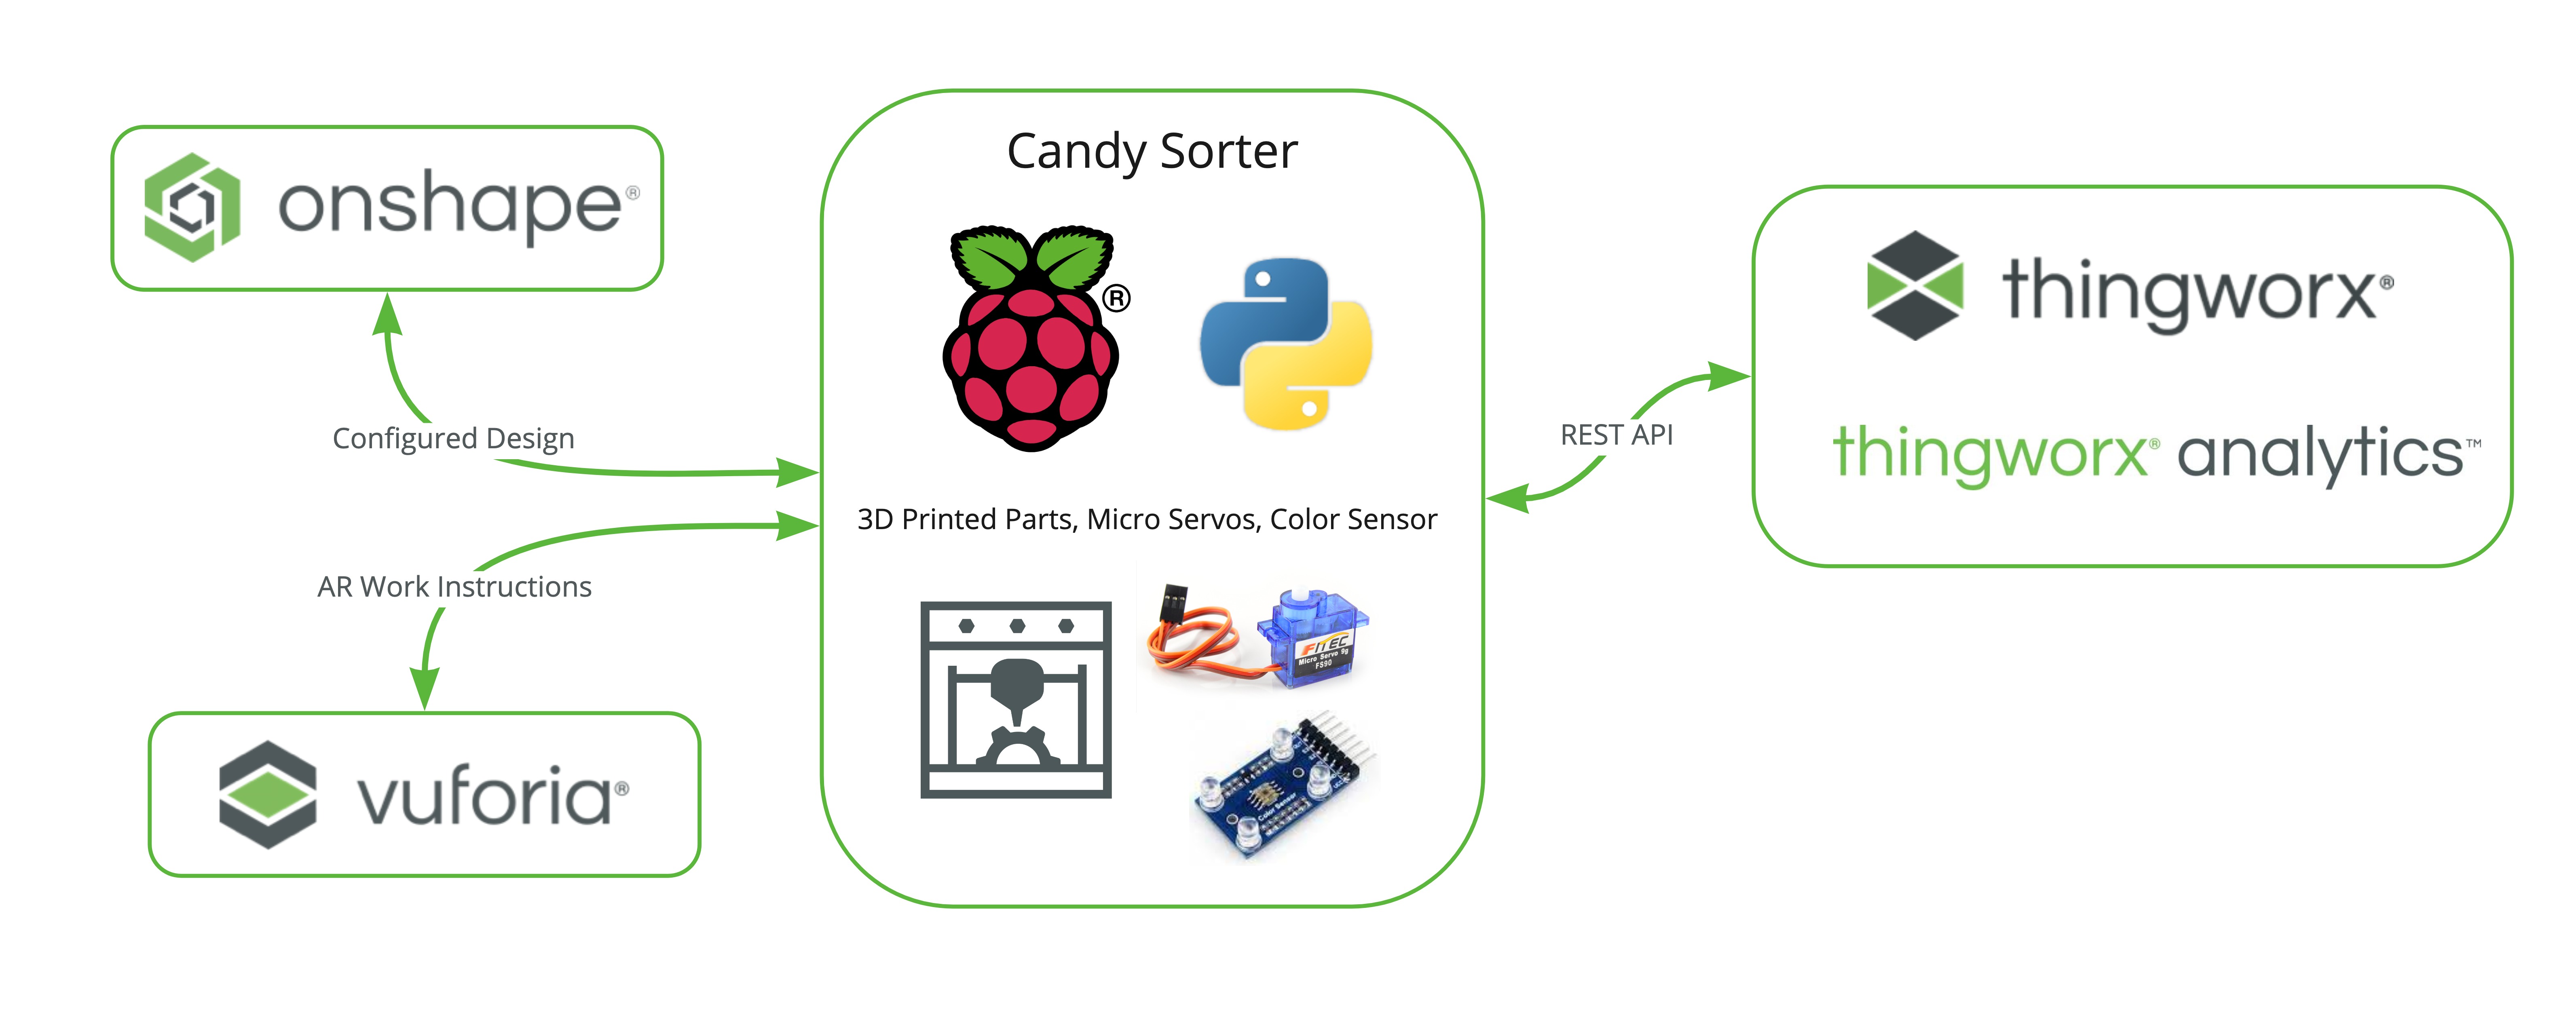 Candy Sorter
onshape®
®
thingworx®
thingworx® analytics™
Configured Design
REST API
3D Printed Parts, Micro Servos, Color Sensor
AR Work Instructions
FITEC
Micro Servo 9g
FS90
Color Sensor
vuforia®